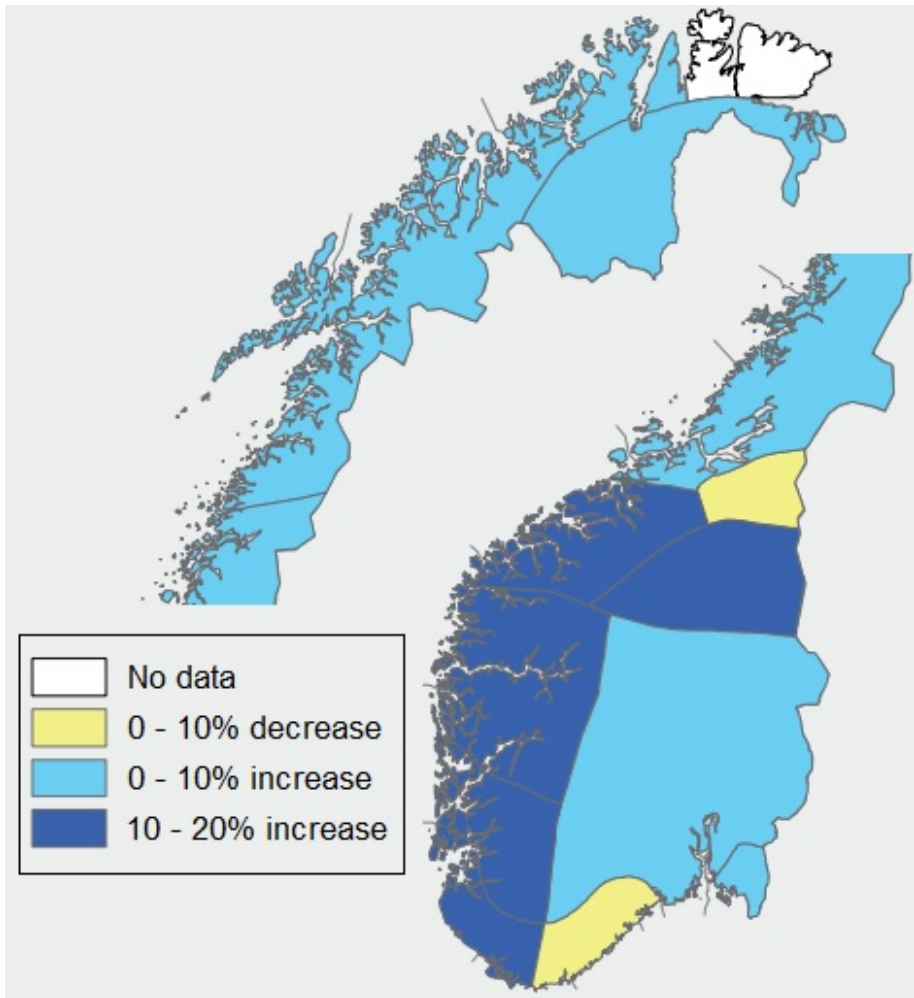 No data
0 - 10% decrease
0 - 10% increase
10 - 20% increase